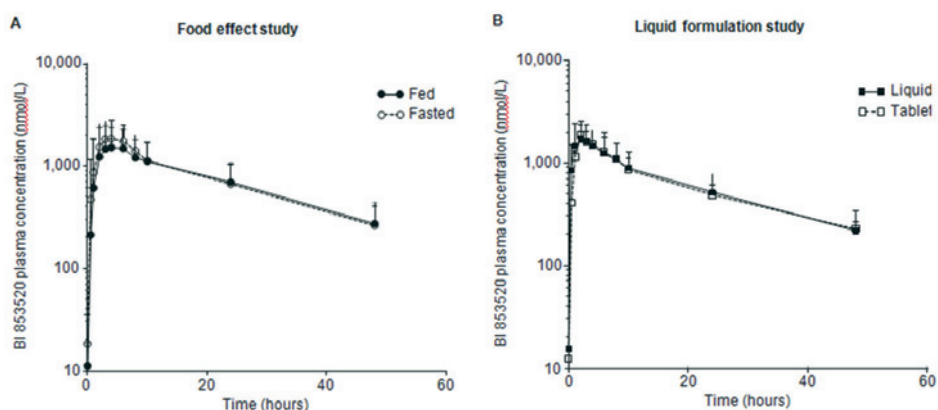 A
Food effect study
BI 853520 plasma concentration (nmol/L)
10,000
1,000
100
10
Fed
Fasted
0
20
40
60
Time (hours)
B
Liquid formulation study
BI 853520 plasma concentration (nmol/L)
10,000
1,000
100
10
Liquid
Tablet
0
20
40
60
Time (hours)